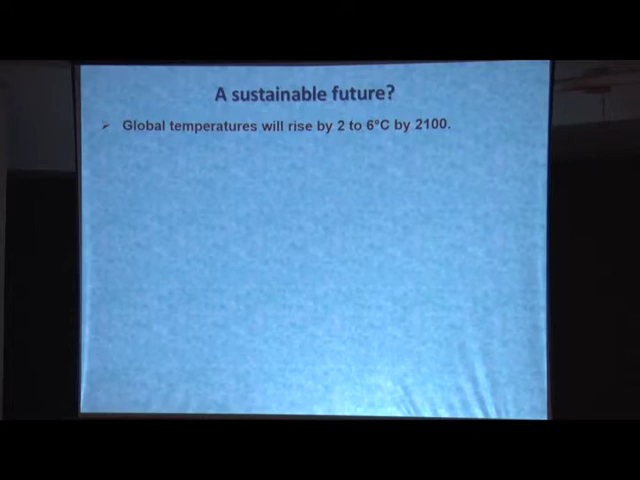 A sustainable future?
➢ Global temperatures will rise by 2 to 6°C by 2100.